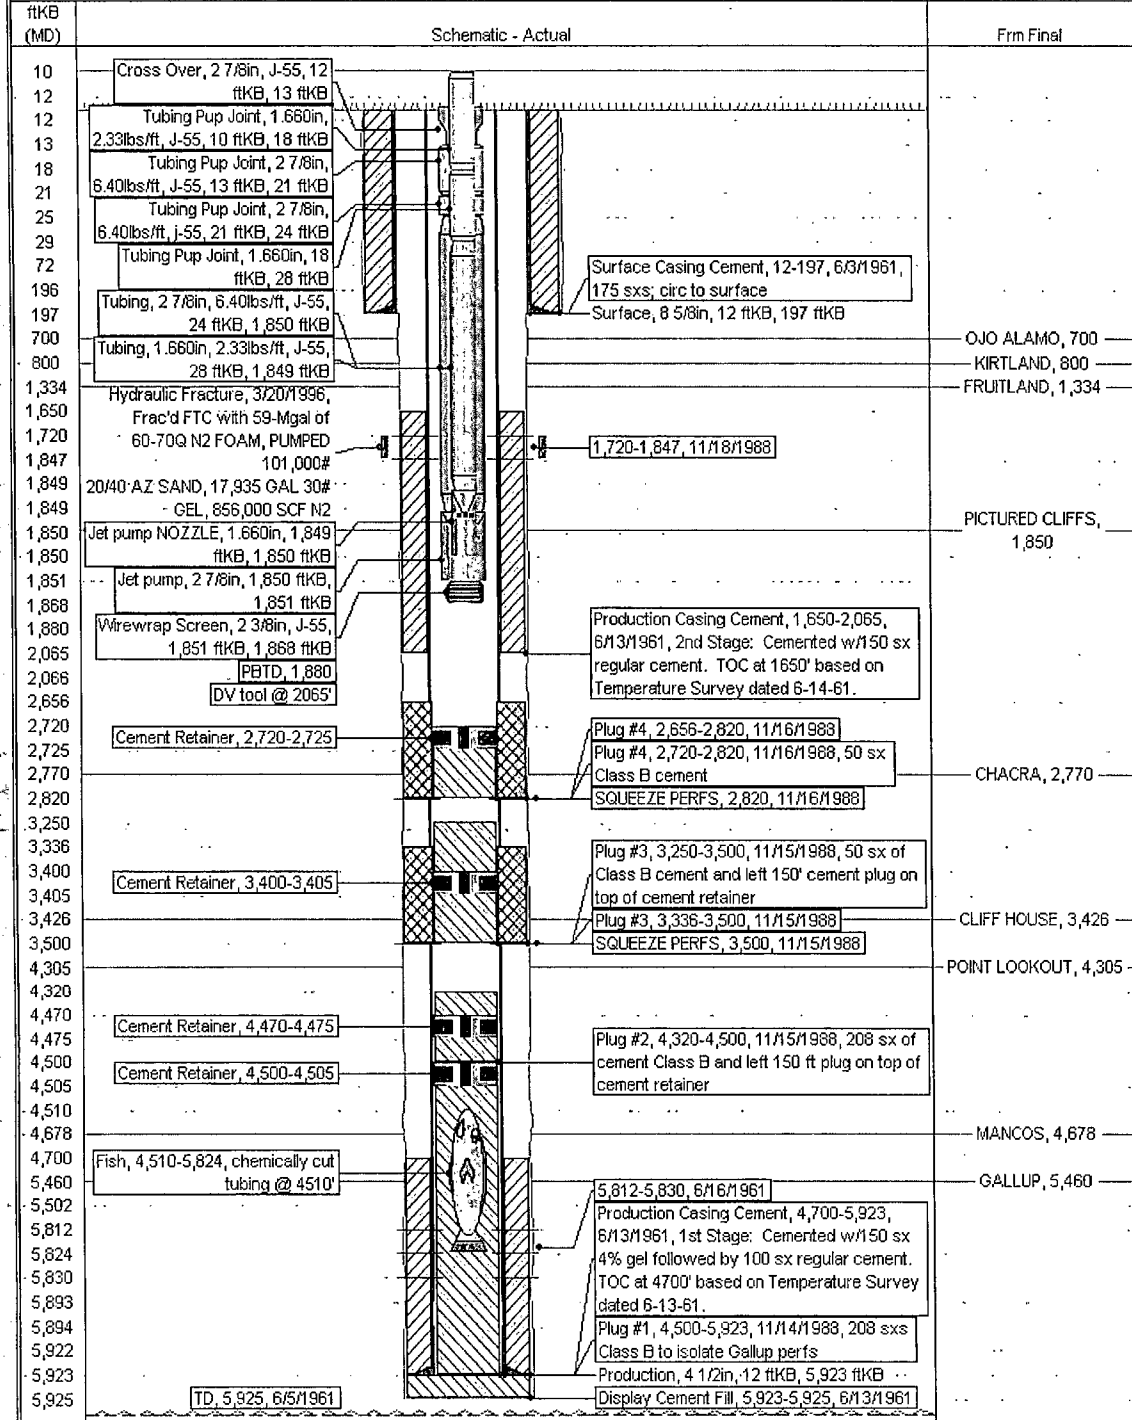 ftKB
(MD)
Schematic - Actual
Frm Final
10
12
12
13
18
21
25
29
72
196
197
700
800
1,334
1,650
1,720
1,847
1,849
1,849
1,850
1,850
1,851
1,868
1,880
2,065
2,066
2,656
2,720
2,725
2,770
2,820
3,250
3,336
3,400
3,405
3,426
3,500
4,305
4,320
4,470
4,475
4,500
4,505
4,510
4,678
4,700
5,460
5,502
5,812
5,824
5,830
5,893
5,894
5,922
5,923
5,925
Cross Over, 2 7/8in, J-55, 12
ftKB, 13 ftKB
Tubing Pup Joint, 1.660in,
2.33lbs/ft, J-55, 10 ftKB, 18 ftKB
Tubing Pup Joint, 2 7/8in,
6.40lbs/ft, J-55, 13 ftKB, 21 ftKB
Tubing Pup Joint, 2 7/8in,
6.40lbs/ft, j-55, 21 ftKB, 24 ftKB
Tubing Pup Joint, 1.660in, 18
ftKB, 28 ftKB
Tubing, 2 7/8in, 6.40lbs/ft, J-55,
24 ftKB, 1,850 ftKB
Tubing, 1.660in, 2.33lbs/ft, J-55,
28 ftKB, 1,849 ftKB
Hydraulic Fracture, 3/20/1996,
Frac'd FTC with 59-Mgal of
60-70Q N2 FOAM, PUMPED
101,000#
20/40 AZ SAND, 17,935 GAL 30#
GEL, 856,000 SCF N2
Jet pump NOZZLE, 1.660in, 1,849
ftKB, 1,850 ftKB
Jet pump, 2 7/8in, 1,850 ftKB,
1,851 ftKB
Wirewrap Screen, 2 3/8in, J-55,
1,851 ftKB, 1,868 ftKB
PBTD, 1,880
DV tool @ 2065'
Cement Retainer, 2,720-2,725
Cement Retainer, 3,400-3,405
Cement Retainer, 4,470-4,475
Cement Retainer, 4,500-4,505
Fish, 4,510-5,824, chemically cut
tubing @ 4510'
TD, 5,925, 6/5/1961
Surface Casing Cement, 12-197, 6/3/1961,
175 sxs; circ to surface
Surface, 8 5/8in, 12 ftKB, 197 ftKB
1,720-1,847, 11/18/1988
Production Casing Cement, 1,650-2,065,
6/13/1961, 2nd Stage: Cemented w/150 sx
regular cement. TOC at 1650' based on
Temperature Survey dated 6-14-61.
Plug #4, 2,656-2,820, 11/16/1988
Plug #4, 2,720-2,820, 11/16/1988, 50 sx
Class B cement
SQUEEZE PERFS, 2,820, 11/16/1988
Plug #3, 3,250-3,500, 11/15/1988, 50 sx of
Class B cement and left 150' cement plug on
top of cement retainer
Plug #3, 3,336-3,500, 11/15/1988
SQUEEZE PERFS, 3,500, 11/15/1988
Plug #2, 4,320-4,500, 11/15/1988, 208 sx of
cement Class B and left 150 ft plug on top of
cement retainer
5,812-5,830, 6/16/1961
Production Casing Cement, 4,700-5,923,
6/13/1961, 1st Stage: Cemented w/150 sx
4% gel followed by 100 sx regular cement.
TOC at 4700' based on Temperature Survey
dated 6-13-61.
Plug #1, 4,500-5,923, 11/14/1988, 208 sxs
Class B to isolate Gallup perfs
Production, 4 1/2in, 12 ftKB, 5,923 ftKB
Display Cement Fill, 5,923-5,925, 6/13/1961
OJO ALAMO, 700
KIRTLAND, 800
FRUITLAND, 1,334
PICTURED CLIFFS,
1,850
CHACRA, 2,770
CLIFF HOUSE, 3,426
POINT LOOKOUT, 4,305
MANCOS, 4,678
GALLUP, 5,460